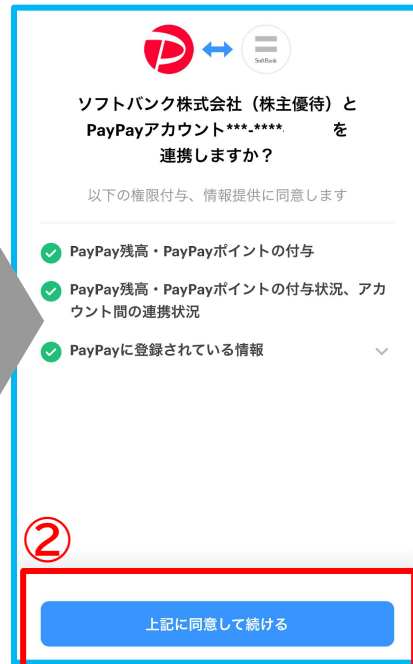 SoftBank
ソフトバンク株式会社（株主優待）と
PayPayアカウント***-****- を
連携しますか？
以下の権限付与、情報提供に同意します
PayPay残高・PayPayポイントの付与
PayPay残高・PayPayポイントの付与状況、アカ
ウント間の連携状況
PayPayに登録されている情報
②
上記に同意して続ける